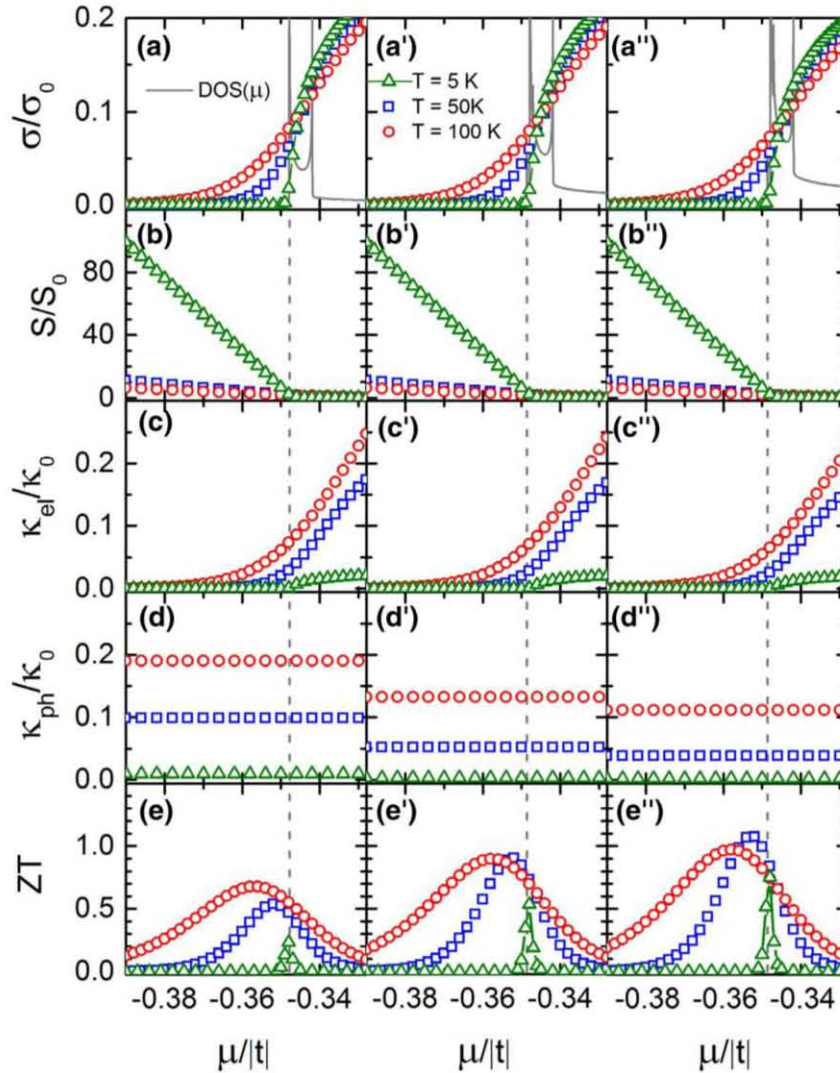 (a) (a') (a'')
DOS(μ)
T = 5 K
T = 50K
T = 100 K
σ/σ₀
0.2
0.1
0.0
(b) (b') (b'')
S/S₀
80
40
0
(c) (c') (c'')
κel/κ₀
0.2
0.1
0.0
(d) (d') (d'')
κph/κ₀
0.2
0.1
0.0
(e) (e') (e'')
ZT
1.0
0.5
0.0
-0.38 -0.36 -0.34 -0.38 -0.36 -0.34 -0.38 -0.36 -0.34
μ/|t| μ/|t| μ/|t|